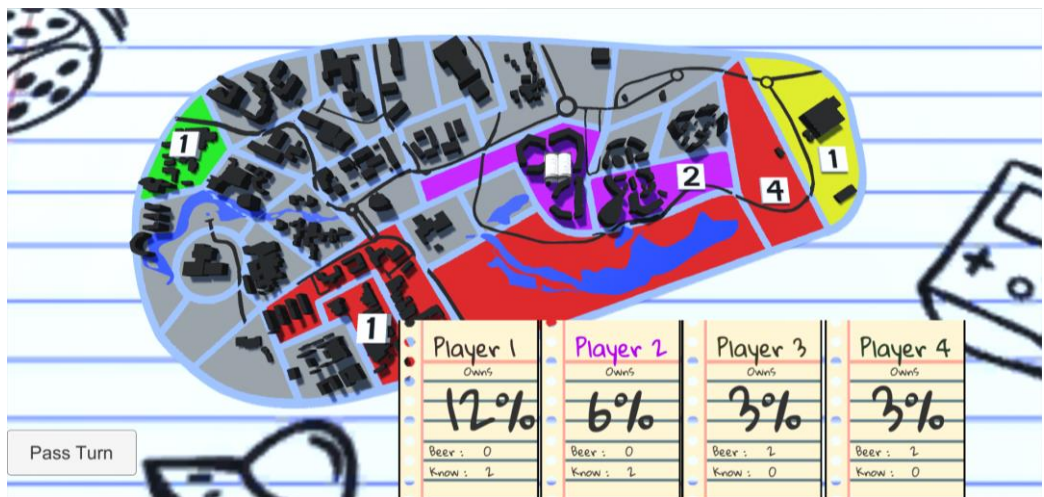 1
1
2
4
1
Player 1
Owns
12%
Beer : 0
Know : 2
Player 2
Owns
6%
Beer : 0
Know : 2
Player 3
Owns
3%
Beer : 2
Know : 0
Player 4
Owns
3%
Beer : 2
Know : 0
Pass Turn